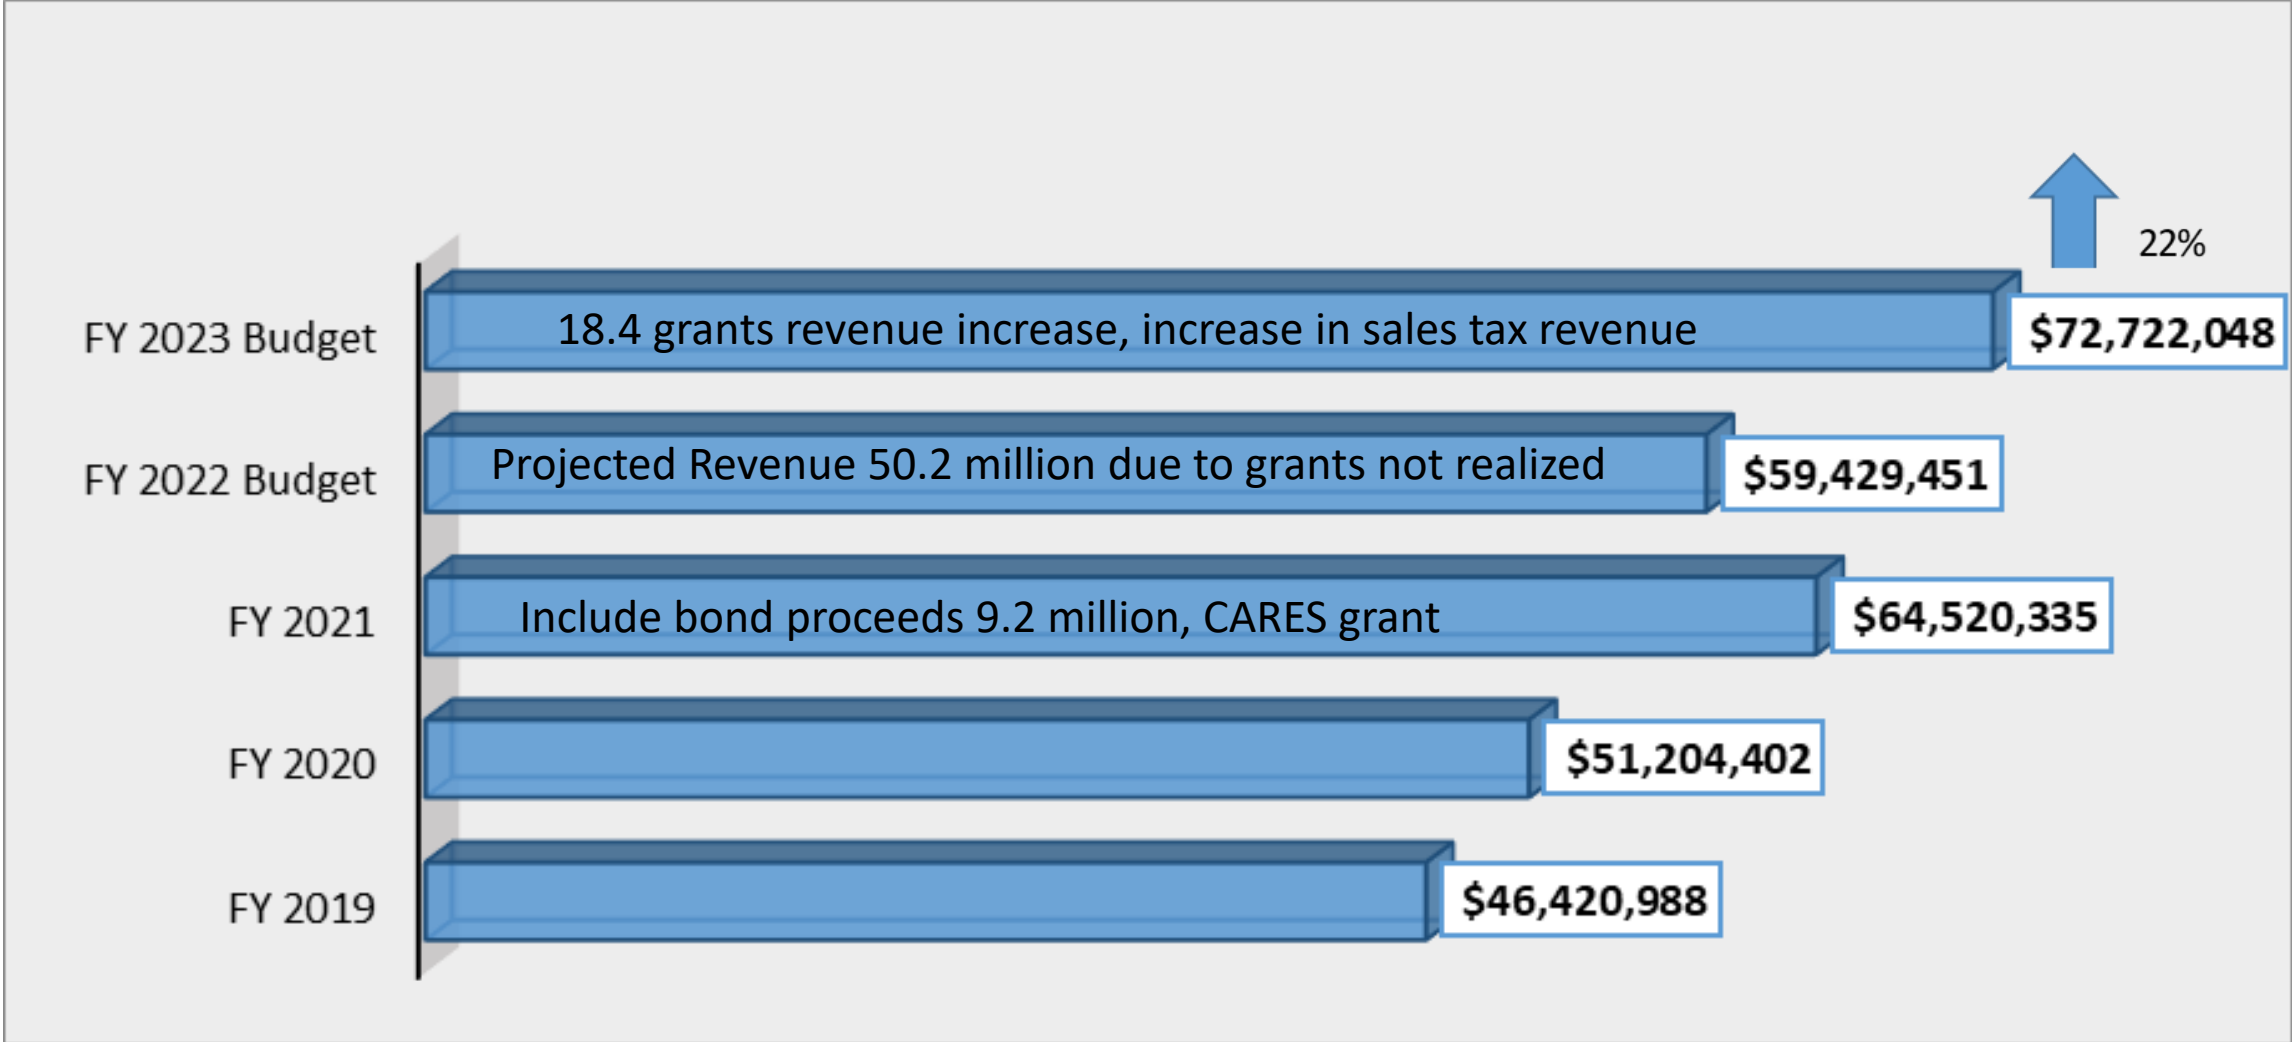 22%
FY 2023 Budget
18.4 grants revenue increase, increase in sales tax revenue
$72,722,048
FY 2022 Budget
Projected Revenue 50.2 million due to grants not realized
$59,429,451
FY 2021
Include bond proceeds 9.2 million, CARES grant
$64,520,335
FY 2020
$51,204,402
FY 2019
$46,420,988